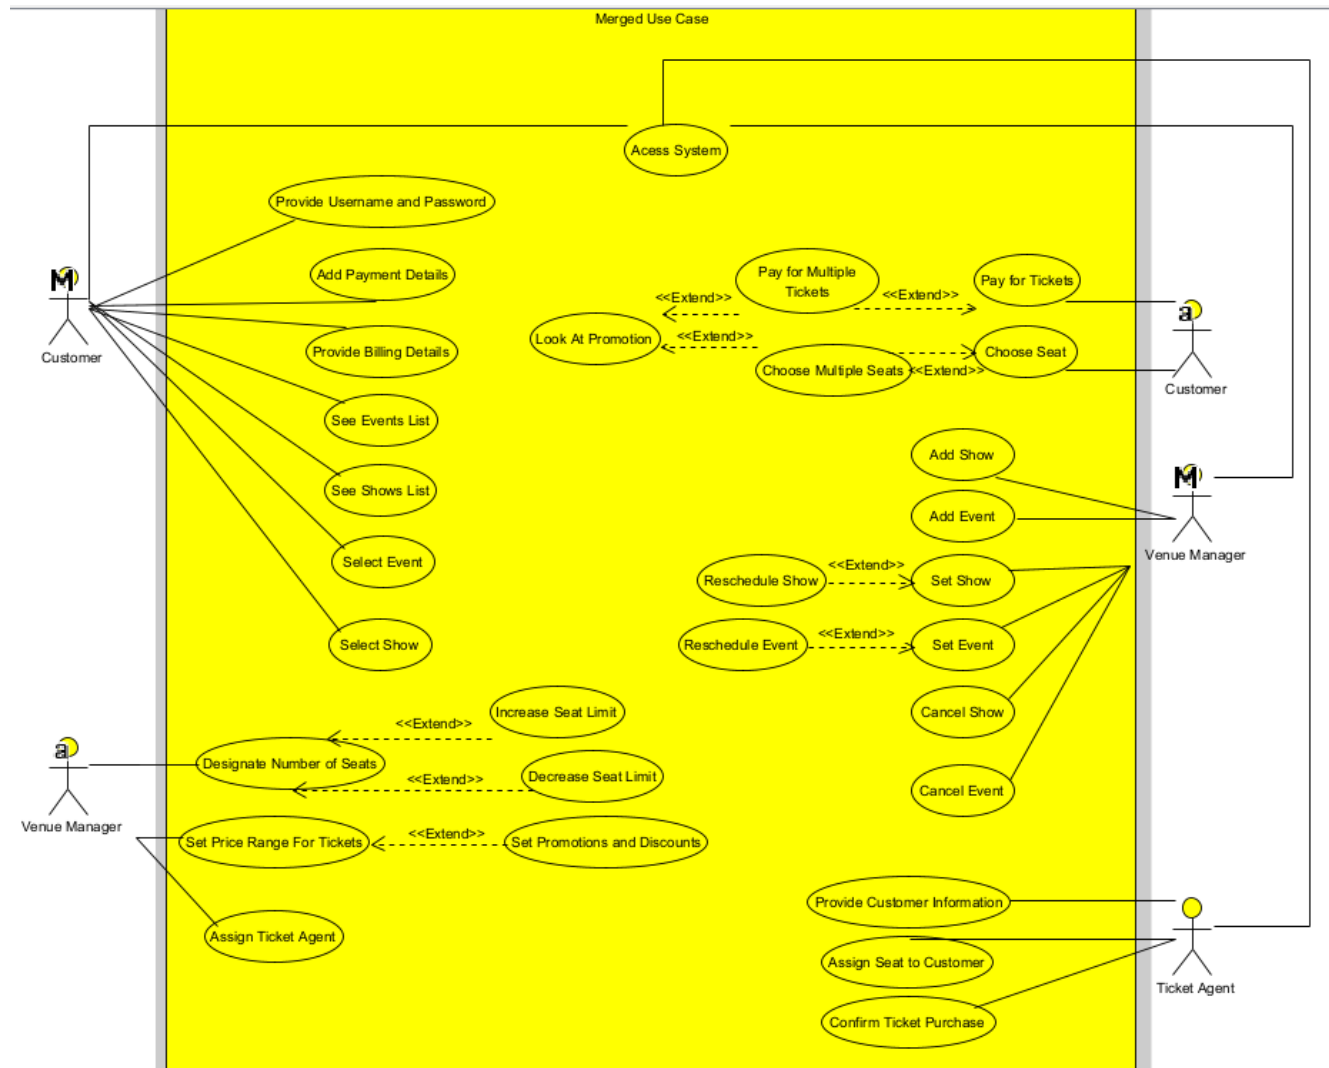 Merged Use Case
Acess System
Provide Username and Password
Add Payment Details
Pay for Multiple
Tickets
Pay for Tickets
<<Extend>>
<<Extend>>
M
Customer
Provide Billing Details
Look At Promotion
<<Extend>>
<<Extend>>
Choose Seat
Choose Multiple Seats
<<Extend>>
a
Customer
See Events List
Add Show
See Shows List
Add Event
M
Venue Manager
Select Event
Reschedule Show
<<Extend>>
Set Show
Select Show
Reschedule Event
<<Extend>>
Set Event
Increase Seat Limit
<<Extend>>
Cancel Show
a
Venue Manager
Designate Number of Seats
<<Extend>>
Decrease Seat Limit
Cancel Event
Set Price Range For Tickets
<<Extend>>
Set Promotions and Discounts
Assign Ticket Agent
Provide Customer Information
Assign Seat to Customer
Ticket Agent
Confirm Ticket Purchase